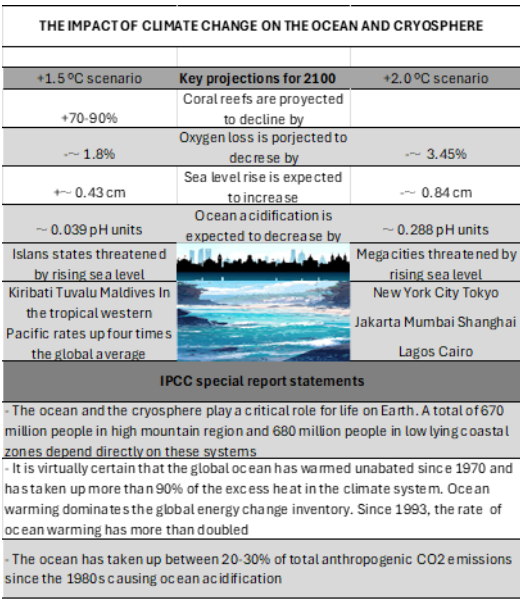 THE IMPACT OF CLIMATE CHANGE ON THE OCEAN AND CRYOSPHERE
+1.5 ºC scenario
Key projections for 2100
+2.0 ºC scenario
+70-90%
Coral reefs are proyected
to decline by
-~ 1.8%
Oxygen loss is porjected to
decrese by
-~ 3.45%
+~ 0.43 cm
Sea level rise is expected
to increase
-~ 0.84 cm
~ 0.039 pH units
Ocean acidification is
expected to decrease by
~ 0.288 pH units
Islans states threatened
by rising sea level
Megacities threatened by
rising sea level
Kiribati Tuvalu Maldives In
the tropical western
Pacific rates up four times
the global average
New York City Tokyo
Jakarta Mumbai Shanghai
Lagos Cairo
IPCC special report statements
- The ocean and the cryosphere play a critical role for life on Earth. A total of 670
million people in high mountain region and 680 million people in low lying coastal
zones depend directly on these systems
- It is virtually certain that the global ocean has warmed unabated since 1970 and
has taken up more than 90% of the excess heat in the climate system. Ocean
warming dominates the global energy change inventory. Since 1993, the rate of
ocean warming has more than doubled
- The ocean has taken up between 20-30% of total anthropogenic CO2 emissions
since the 1980s causing ocean acidification